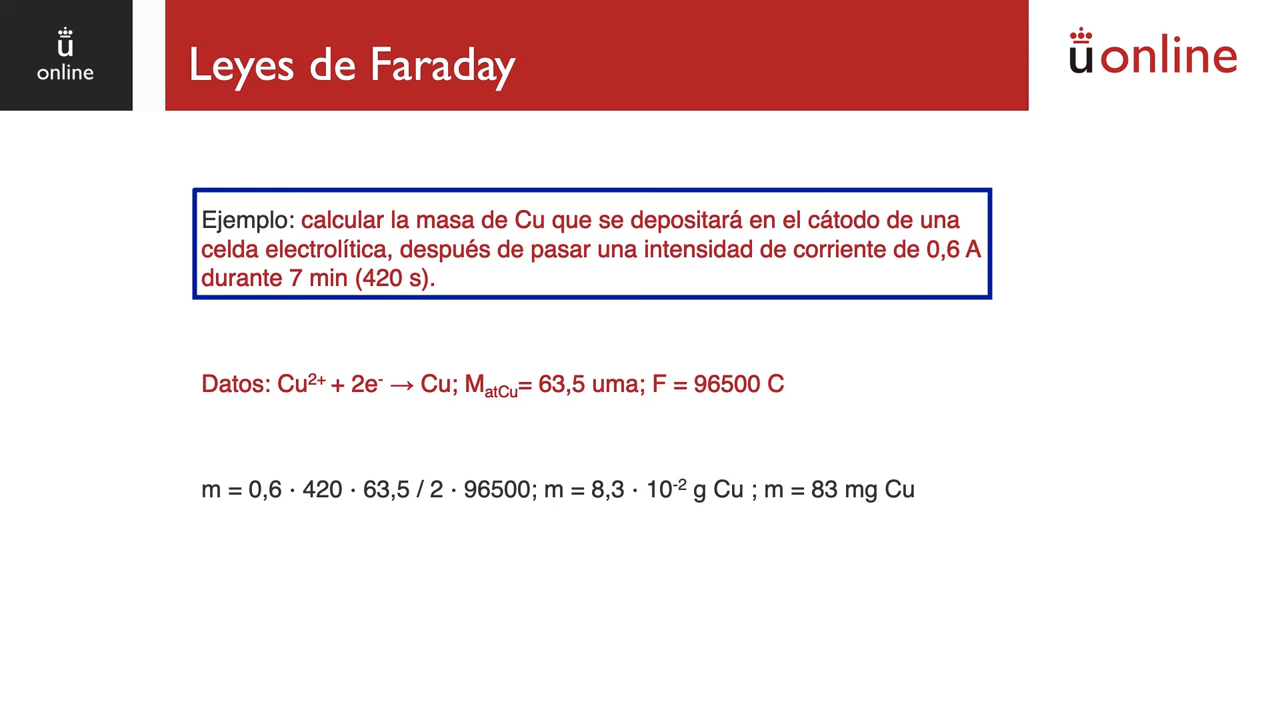 ü
online
Leyes de Faraday
üonline
Ejemplo: calcular la masa de Cu que se depositará en el cátodo de una
celda electrolítica, después de pasar una intensidad de corriente de 0,6 A
durante 7 min (420 s).
Datos: Cu²⁺ + 2e⁻ → Cu; MatCu= 63,5 uma; F = 96500 C
m = 0,6 · 420 · 63,5 / 2 · 96500; m = 8,3 · 10⁻² g Cu ; m = 83 mg Cu